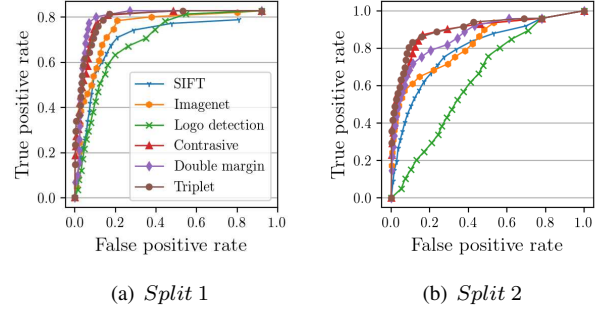 True positive rate
0.8
0.6
0.4
0.2
0.0
0.0 0.2 0.4 0.6 0.8 1.0
False positive rate
SIFT
Imagenet
Logo detection
Contrasive
Double margin
Triplet
(a) Split 1
True positive rate
1.0
0.8
0.6
0.4
0.2
0.0
0.0 0.2 0.4 0.6 0.8 1.0
False positive rate
(b) Split 2